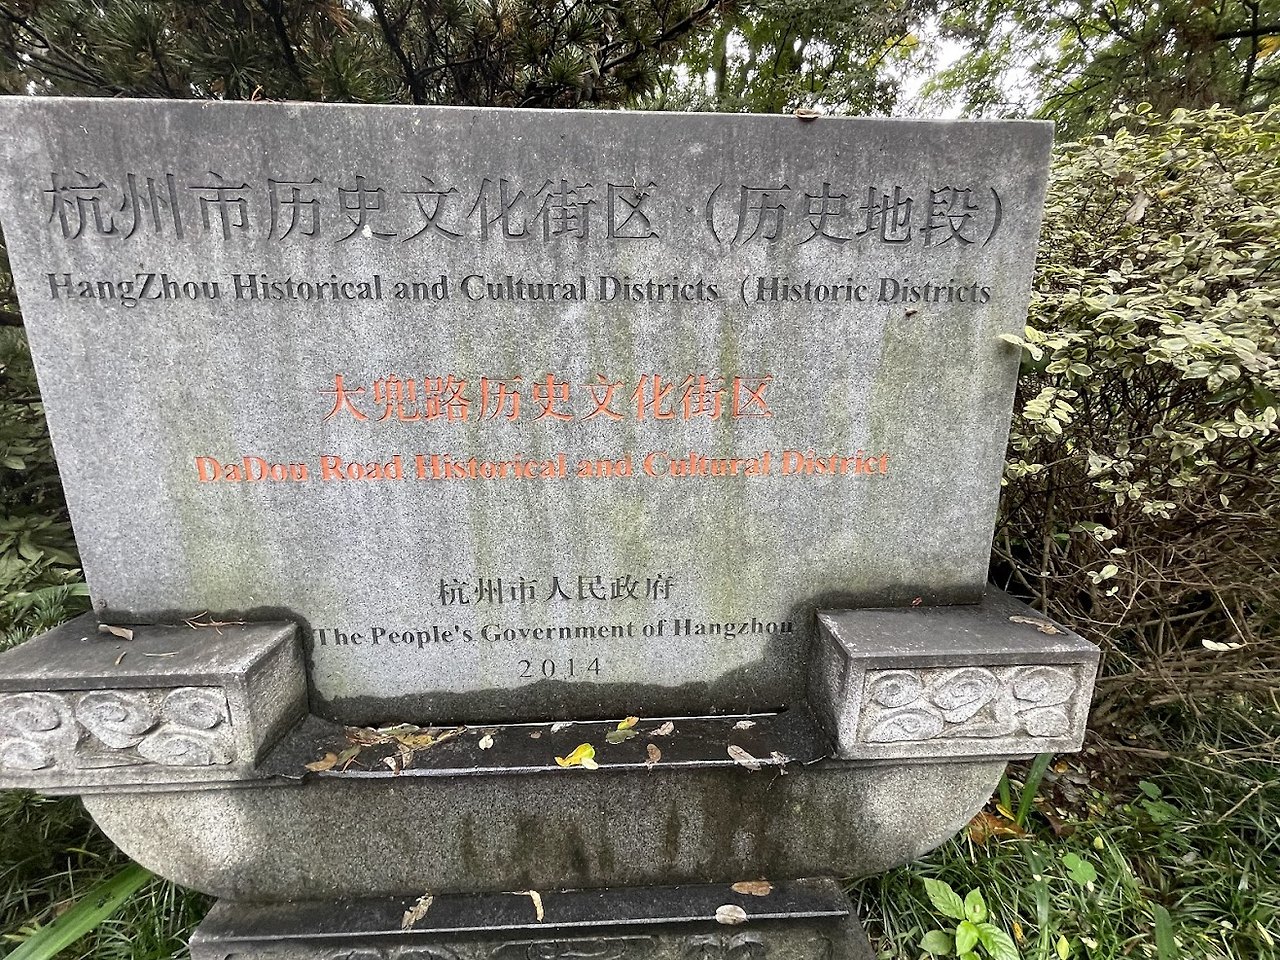 杭州市历史文化街区（历史地段）
HangZhou Historical and Cultural Districts (Historic Districts
大兜路历史文化街区
DaDou Road Historical and Cultural District
杭州市人民政府
The People's Government of Hangzhou
2014